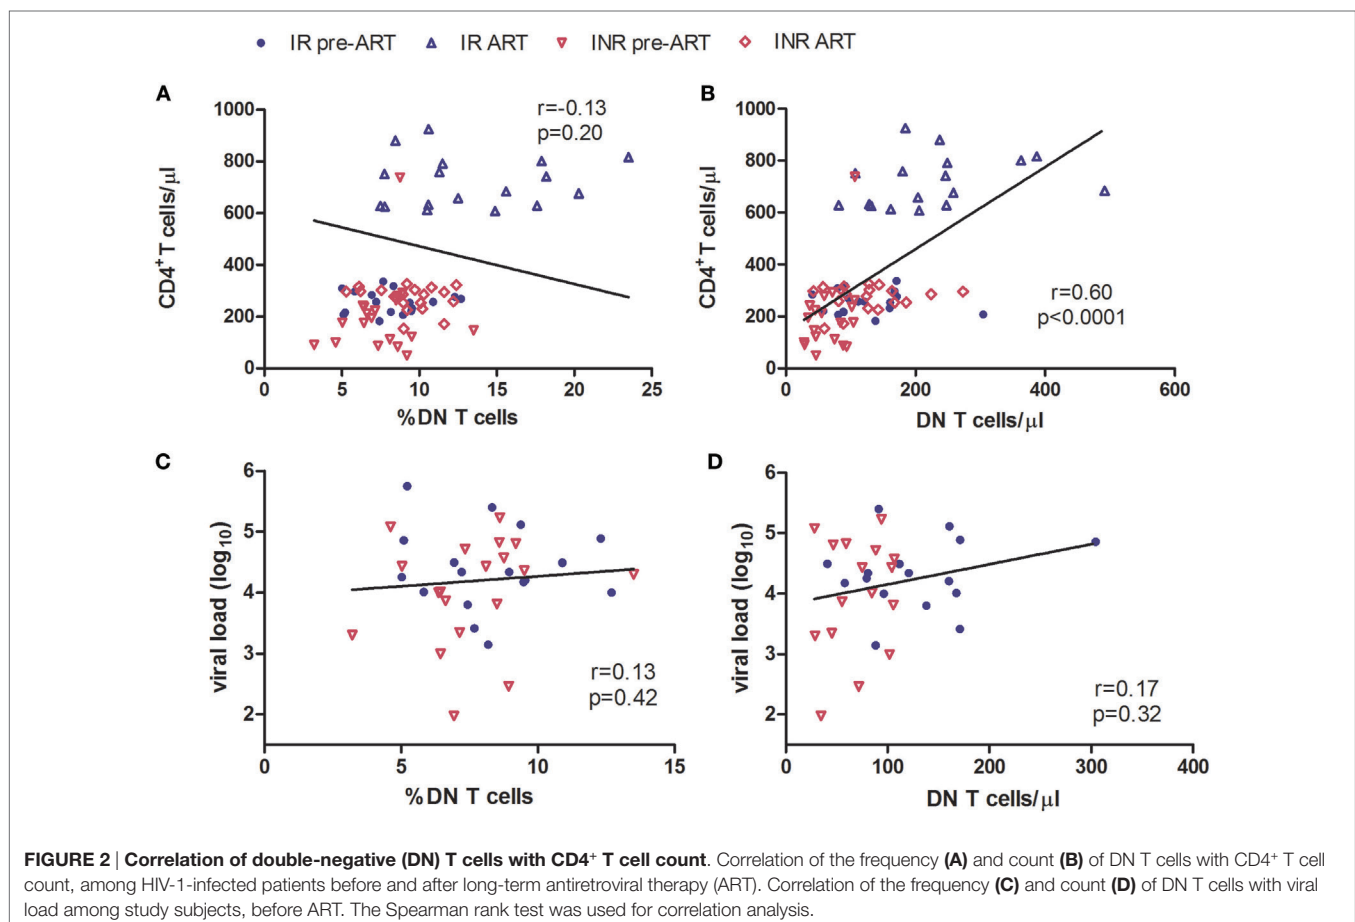 IR pre-ART IR ART INR pre-ART INR ART
A
1000
800
600
400
200
0
CD4+ T cells/µl
r=-0.13
p=0.20
0 5 10 15 20 25
%DN T cells
B
1000
800
600
400
200
0
CD4+ T cells/µl
r=0.60
p<0.0001
0 200 400 600
DN T cells/µl
C
6
5
4
3
2
viral load (log10)
r=0.13
p=0.42
0 5 10 15
%DN T cells
D
6
5
4
3
2
viral load (log10)
r=0.17
p=0.32
0 100 200 300 400
DN T cells/µl
FIGURE 2 | Correlation of double-negative (DN) T cells with CD4+ T cell count. Correlation of the frequency (A) and count (B) of DN T cells with CD4+ T cell
count, among HIV-1-infected patients before and after long-term antiretroviral therapy (ART). Correlation of the frequency (C) and count (D) of DN T cells with viral
load among study subjects, before ART. The Spearman rank test was used for correlation analysis.